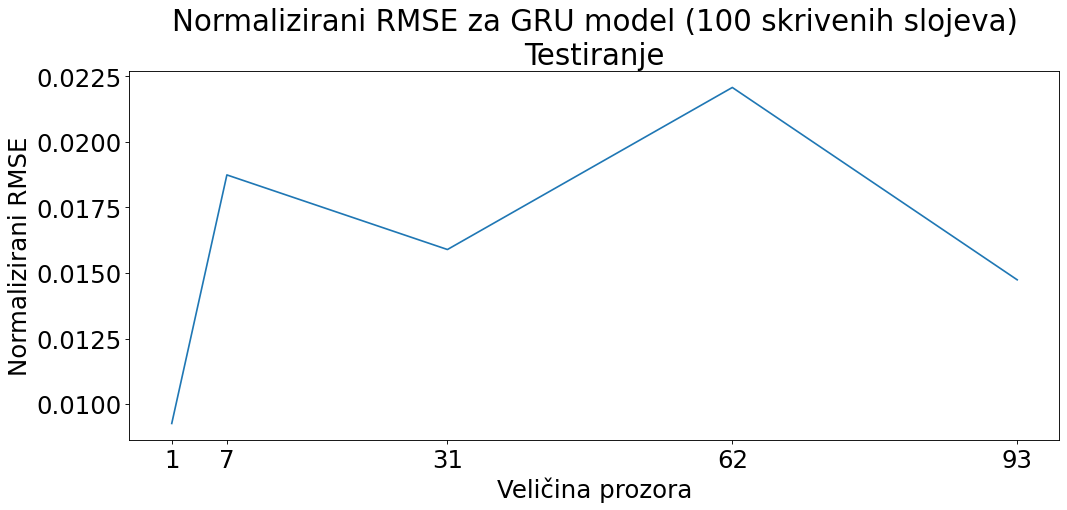 Normalizirani RMSE za GRU model (100 skrivenih slojeva)
Testiranje
Normalizirani RMSE
0.0225
0.0200
0.0175
0.0150
0.0125
0.0100
1 7 31 62 93
Veličina prozora